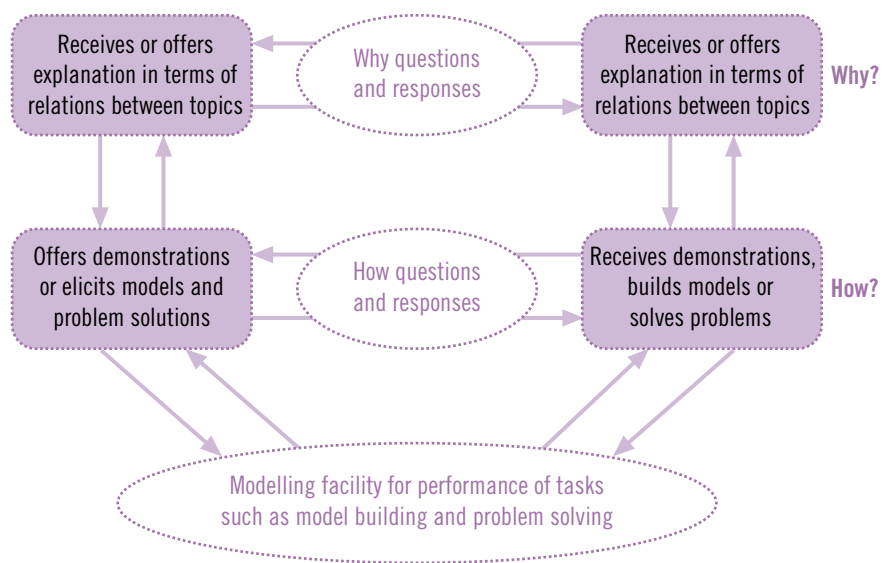 Receives or offers
explanation in terms of
relations between topics
Why questions
and responses
Receives or offers
explanation in terms of
relations between topics
Why?
Offers demonstrations
or elicits models and
problem solutions
How questions
and responses
Receives demonstrations,
builds models or
solves problems
How?
Modelling facility for performance of tasks
such as model building and problem solving